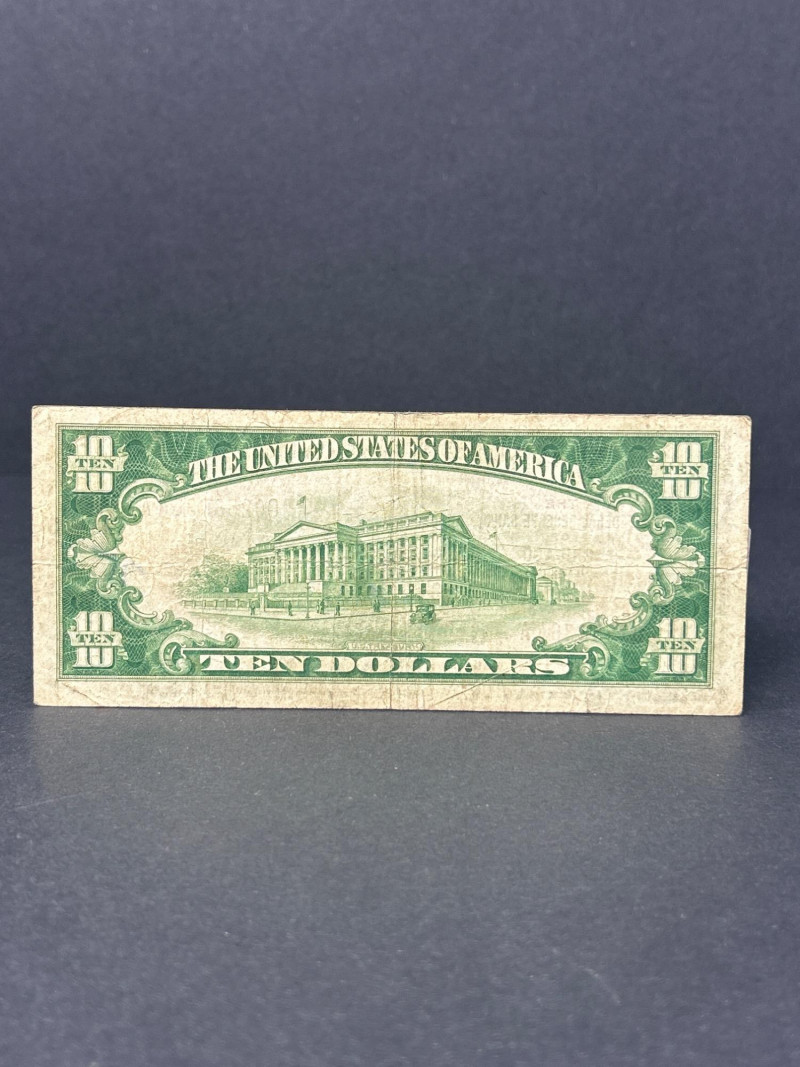 10
TEN
THE UNITED STATES OF AMERICA
10
TEN
10
TEN
TEN DOLLARS
10
TEN